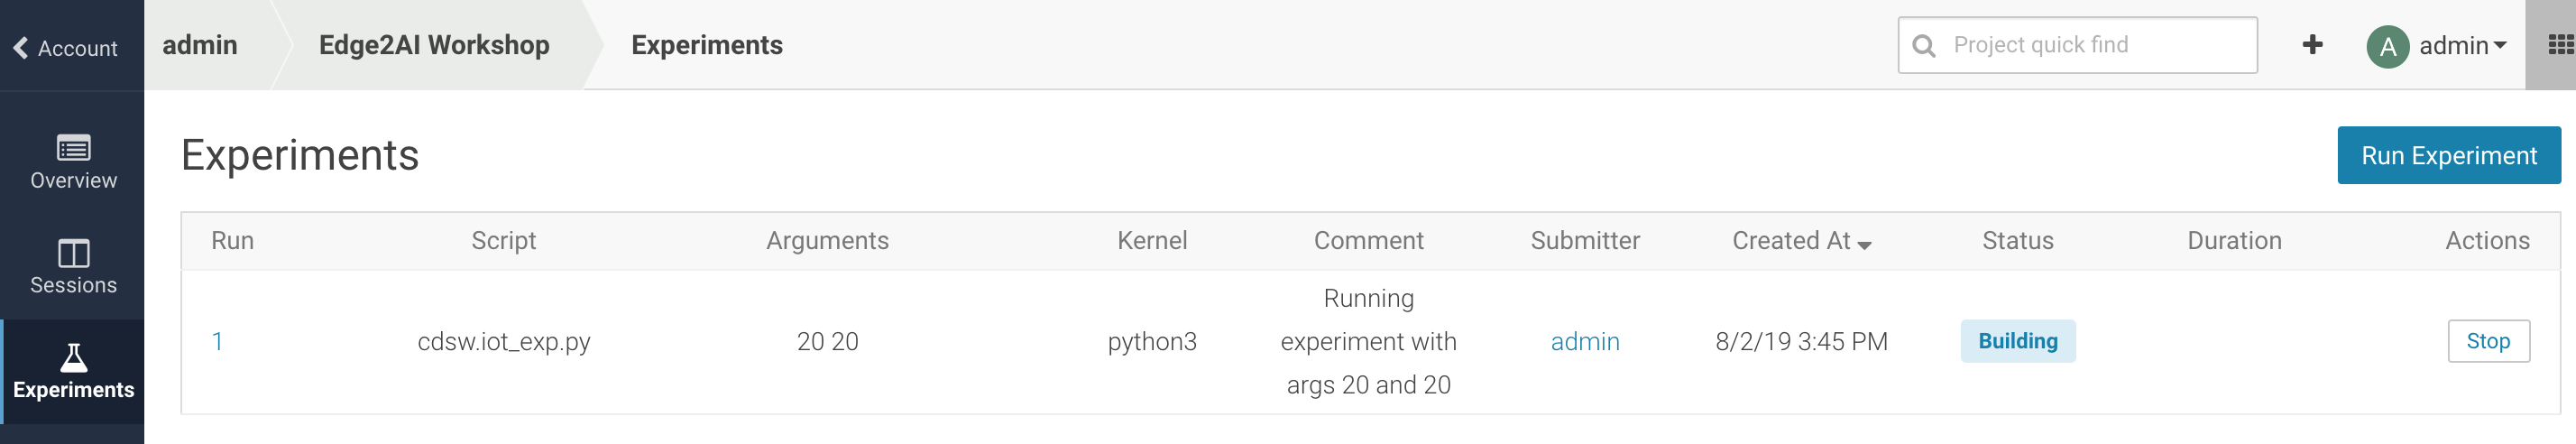 Account
admin
Edge2AI Workshop
Experiments
Project quick find
A
admin
Overview
Sessions
Experiments
Experiments
Run Experiment
Run Script Arguments Kernel Comment Submitter Created At Status Duration Actions
1 cdsw.iot_exp.py 20 20 python3 Running
experiment with
args 20 and 20 admin 8/2/19 3:45 PM Building Stop